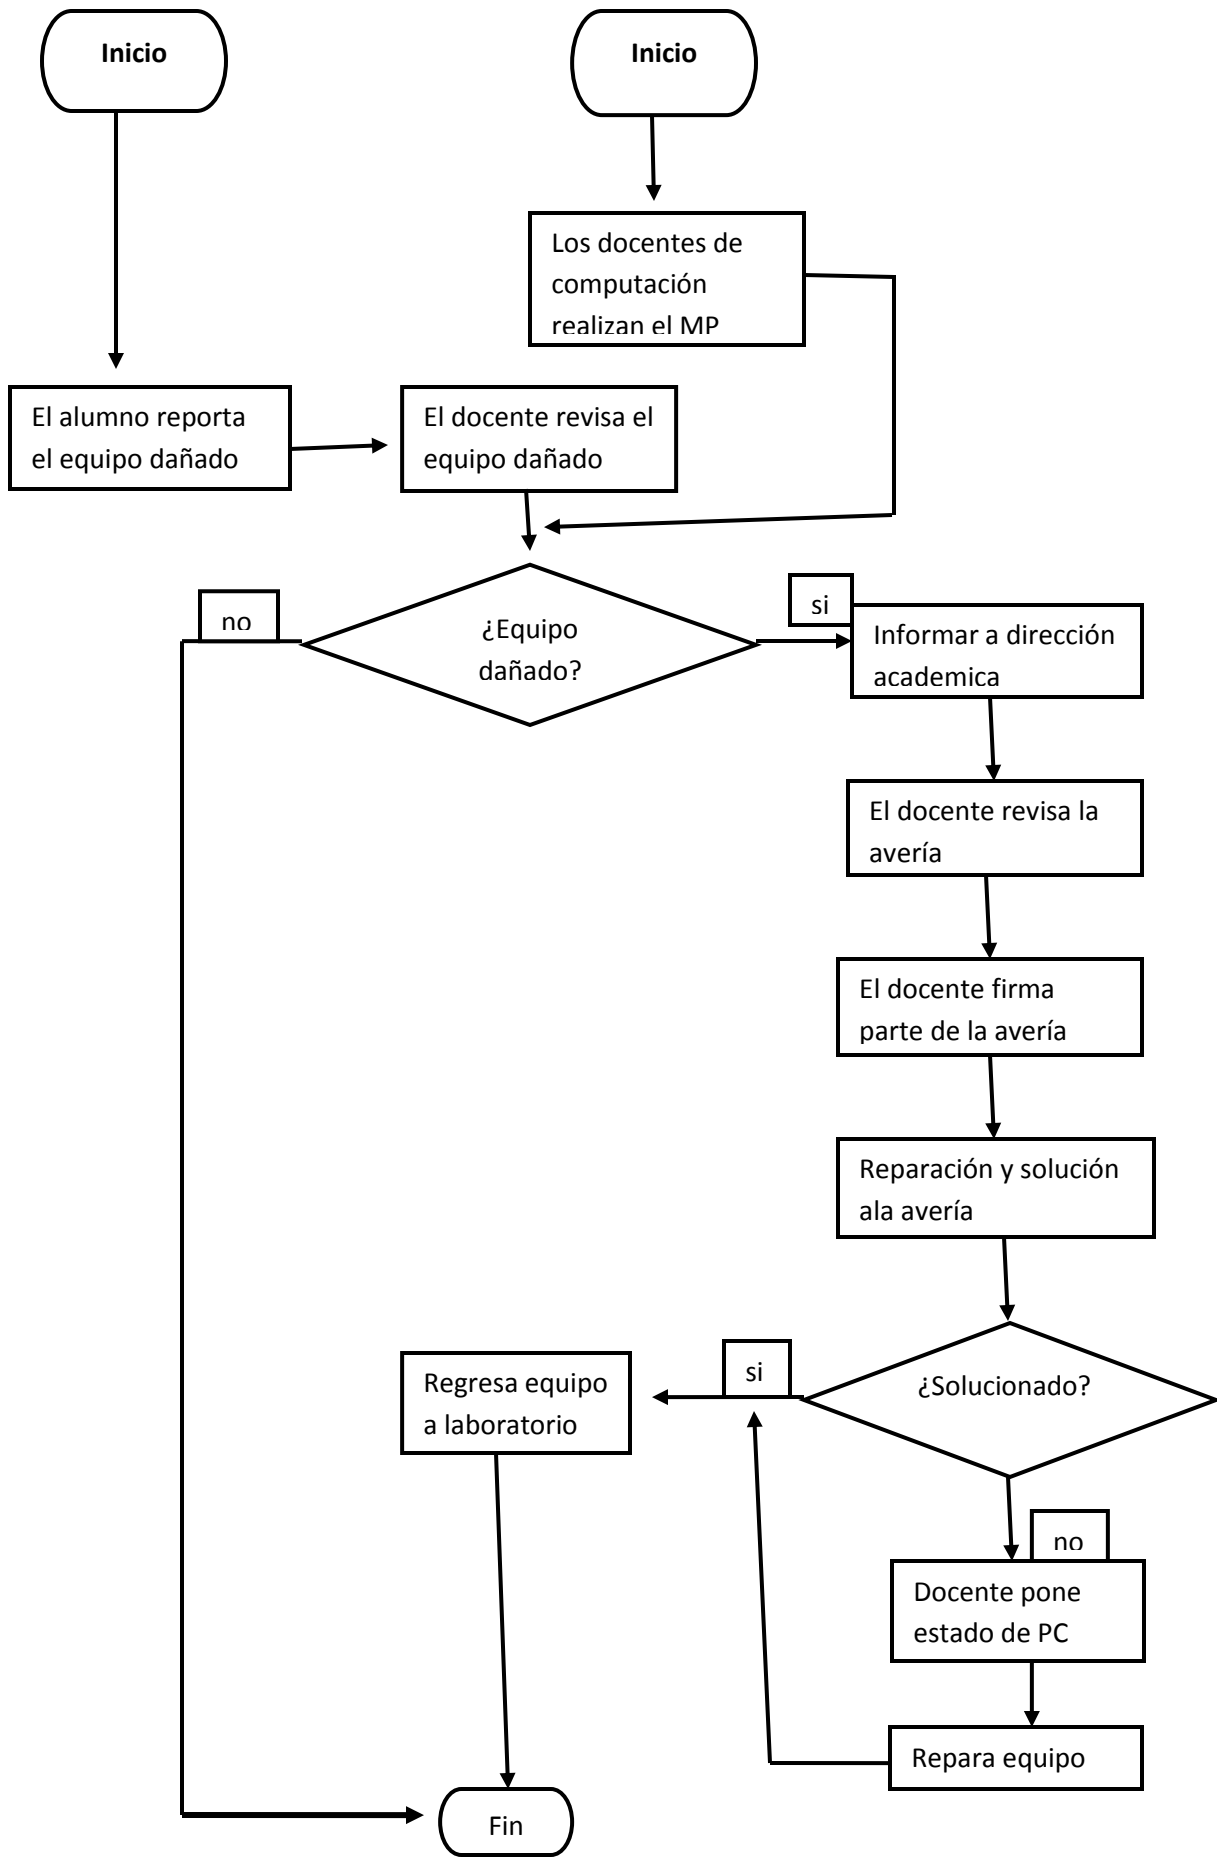 Inicio
Inicio
Los docentes de
computación
realizan el MP
El alumno reporta
el equipo dañado
El docente revisa el
equipo dañado
no
¿Equipo
dañado?
si
Informar a dirección
academica
El docente revisa la
avería
El docente firma
parte de la avería
Reparación y solución
ala avería
Regresa equipo
a laboratorio
si
¿Solucionado?
no
Docente pone
estado de PC
Repara equipo
Fin